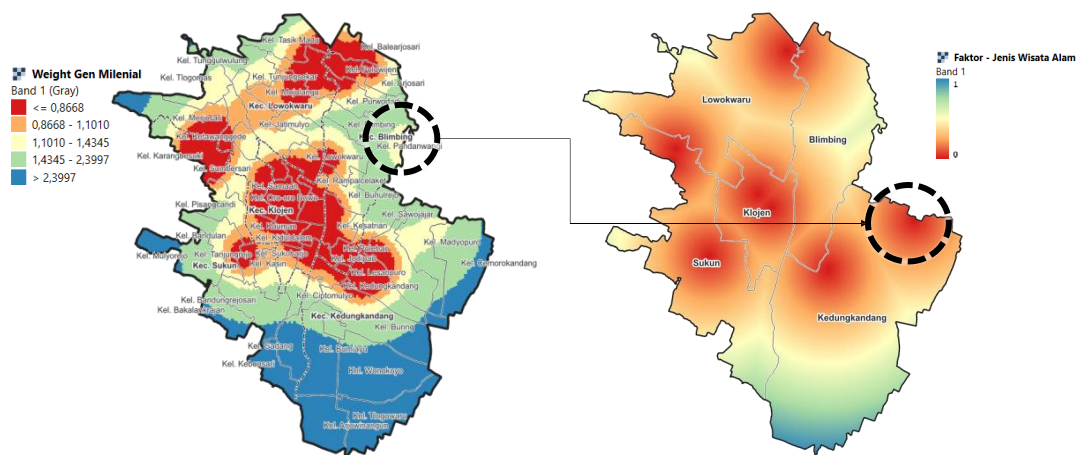 Weight Gen Milenial
Band 1 (Gray)
<= 0,8668
0,8668 - 1,1010
1,1010 - 1,4345
1,4345 - 2,3997
> 2,3997
Kel. Tasik Madu
Kel. Balearjosari
Kel. Tunggulwulung
Kel. Tlogomas
Kel. Tunjungsekar
Kel. Mojolangu
Kel. Purwodadi
Kec. Lowokwaru
Kel. Merjosari
Kel. Jatimulyo
Kec. Blimbing
Kel. Pandanwangi
Kel. Ketawanggede
Kel. Karangbesuki
Kel. Sumbersari
Kel. Lowokwaru
Kel. Rampalcelaket
Kel. Samaan
Kel. Oro-oro Dowo
Kel. Bunulrejo
Kel. Pisangcandi
Kec. Klojen
Kel. Sawojajar
Kel. Kauman
Kel. Kesatrian
Kel. Bandulan
Kel. Madyopuro
Kel. Mulyorejo
Kel. Tanjungrejo
Kel. Sukoharjo
Kel. Polehan
Kel. Jodipan
Kel. Cemorokandang
Kec. Sukun
Kel. Kasin
Kel. Lesanpuro
Kel. Kedungkandang
Kel. Ciptomulyo
Kel. Bandungrejosari
Kel. Bakalankrajan
Kec. Kedungkandang
Kel. Buring
Kel. Gadang
Kel. Bumiayu
Kel. Kebonsari
Kel. Wonokoyo
Kel. Tlogowaru
Kel. Arjowinangun
Lowokwaru
Blimbing
Klojen
Sukun
Kedungkandang
Faktor - Jenis Wisata Alam
Band 1
1
0